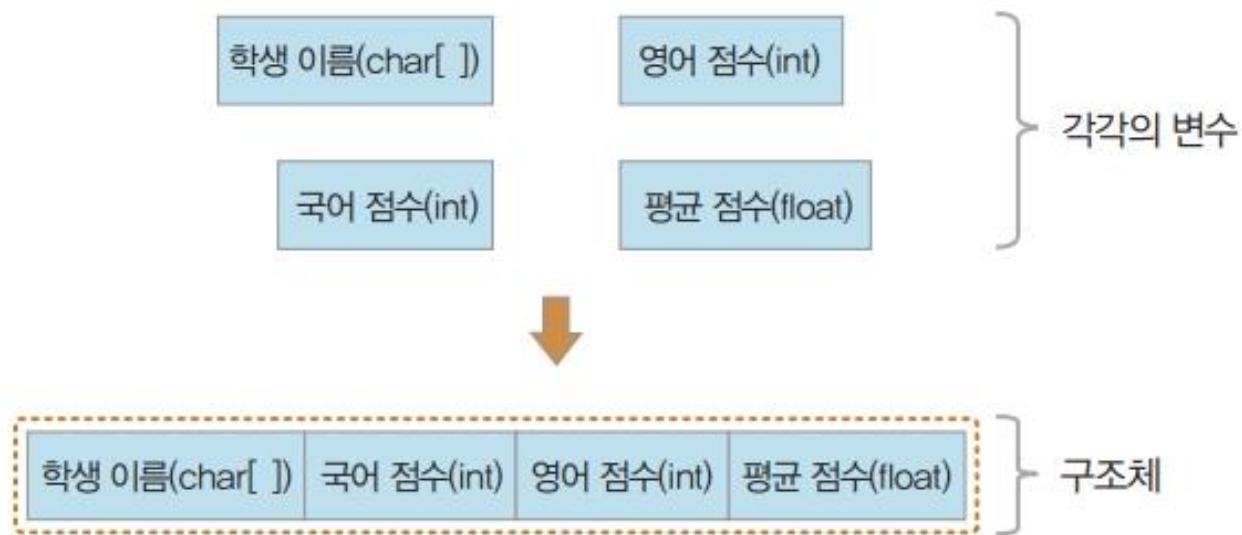 학생 이름(char[ ])
영어 점수(int)
각각의 변수
국어 점수(int)
평균 점수(float)
학생 이름(char[ ])
국어 점수(int)
영어 점수(int)
평균 점수(float)
구조체